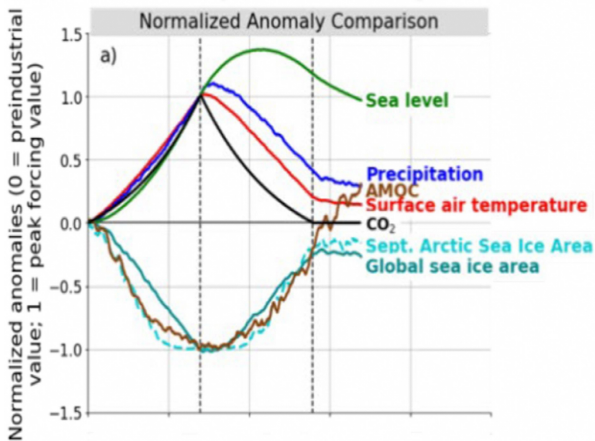 Normalized Anomaly Comparison
Normalized anomalies (0 = preindustrial
value; 1 = peak forcing value)
1.5
a)
1.0
Sea level
0.5
Precipitation
AMOC
Surface air temperature
0.0
CO₂
Sept. Arctic Sea Ice Area
Global sea ice area
−0.5
−1.0
−1.5